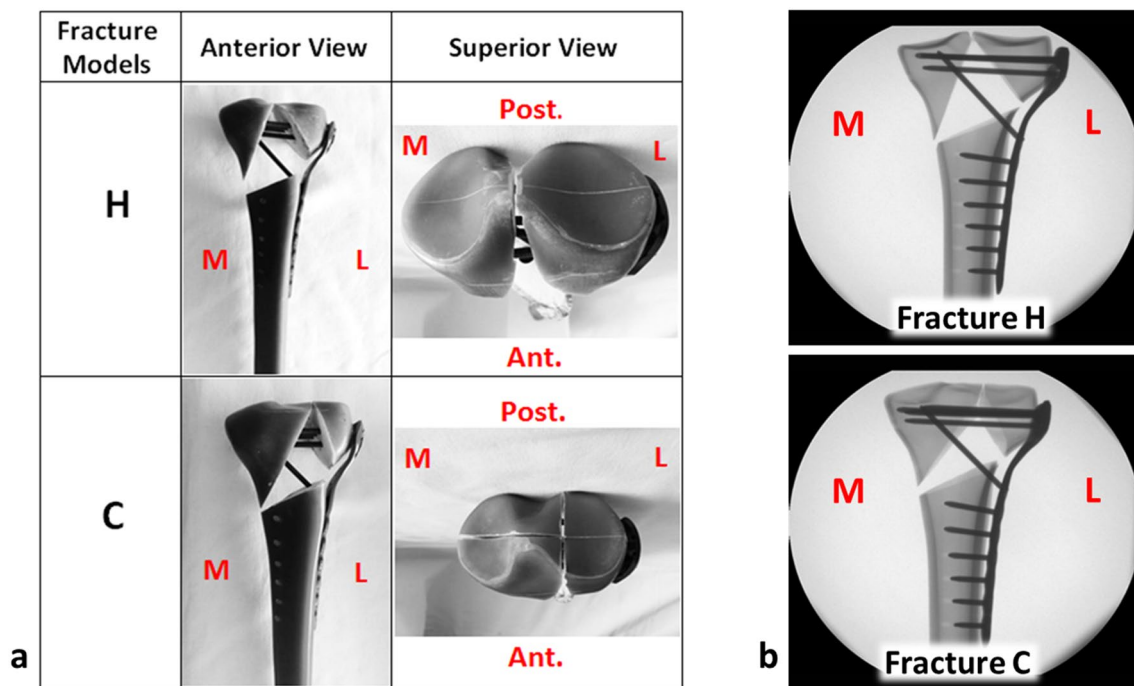 Fracture Models
Anterior View
Superior View
H
M
L
Post.
M
L
Ant.
C
M
L
Post.
M
L
Ant.
a
M
L
Fracture H
M
L
Fracture C
b